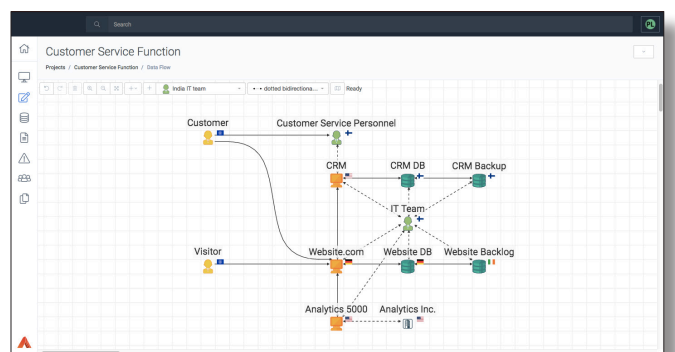 Search
PL
Customer Service Function
Projects / Customer Service Function / Data Flow
India IT team
dotted bidirectiona...
Ready
Customer
Customer Service Personnel
CRM
CRM DB
CRM Backup
IT Team
Visitor
Website.com
Website DB
Website Backlog
Analytics 5000
Analytics Inc.